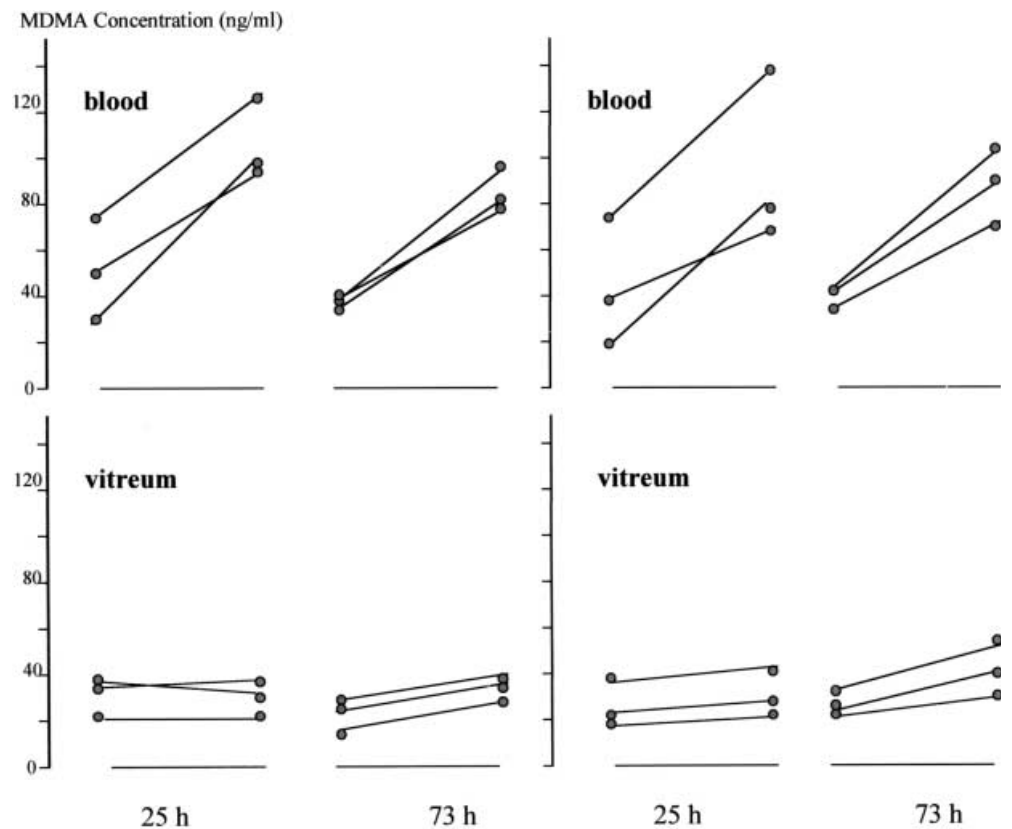 MDMA Concentration (ng/ml)
120
blood
blood
80
40
0
120
vitreum
vitreum
80
40
0
25 h
73 h
25 h
73 h